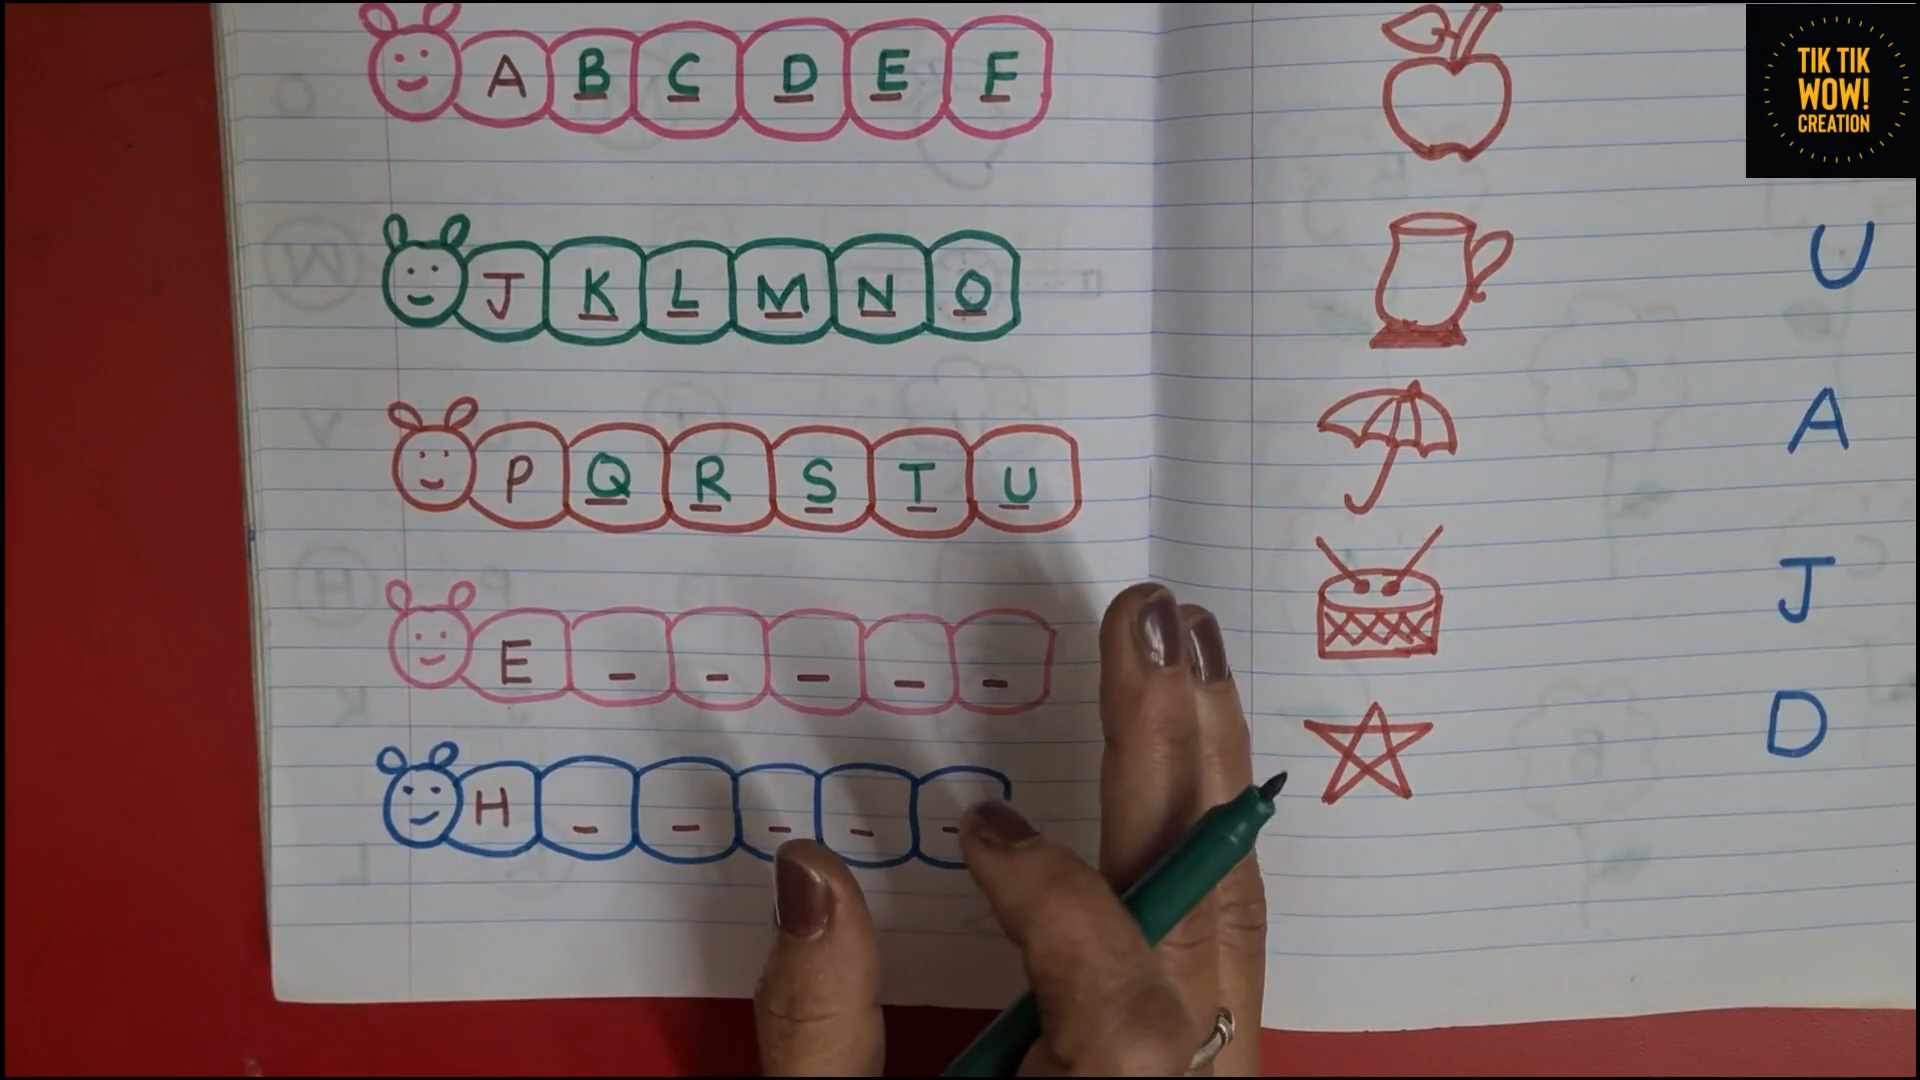 A B C D E F
J K L M N O
P Q R S T U
E _ _ _ _ _
H _ _ _ _ _
U
A
J
D
TIK TIK
WOW!
CREATION